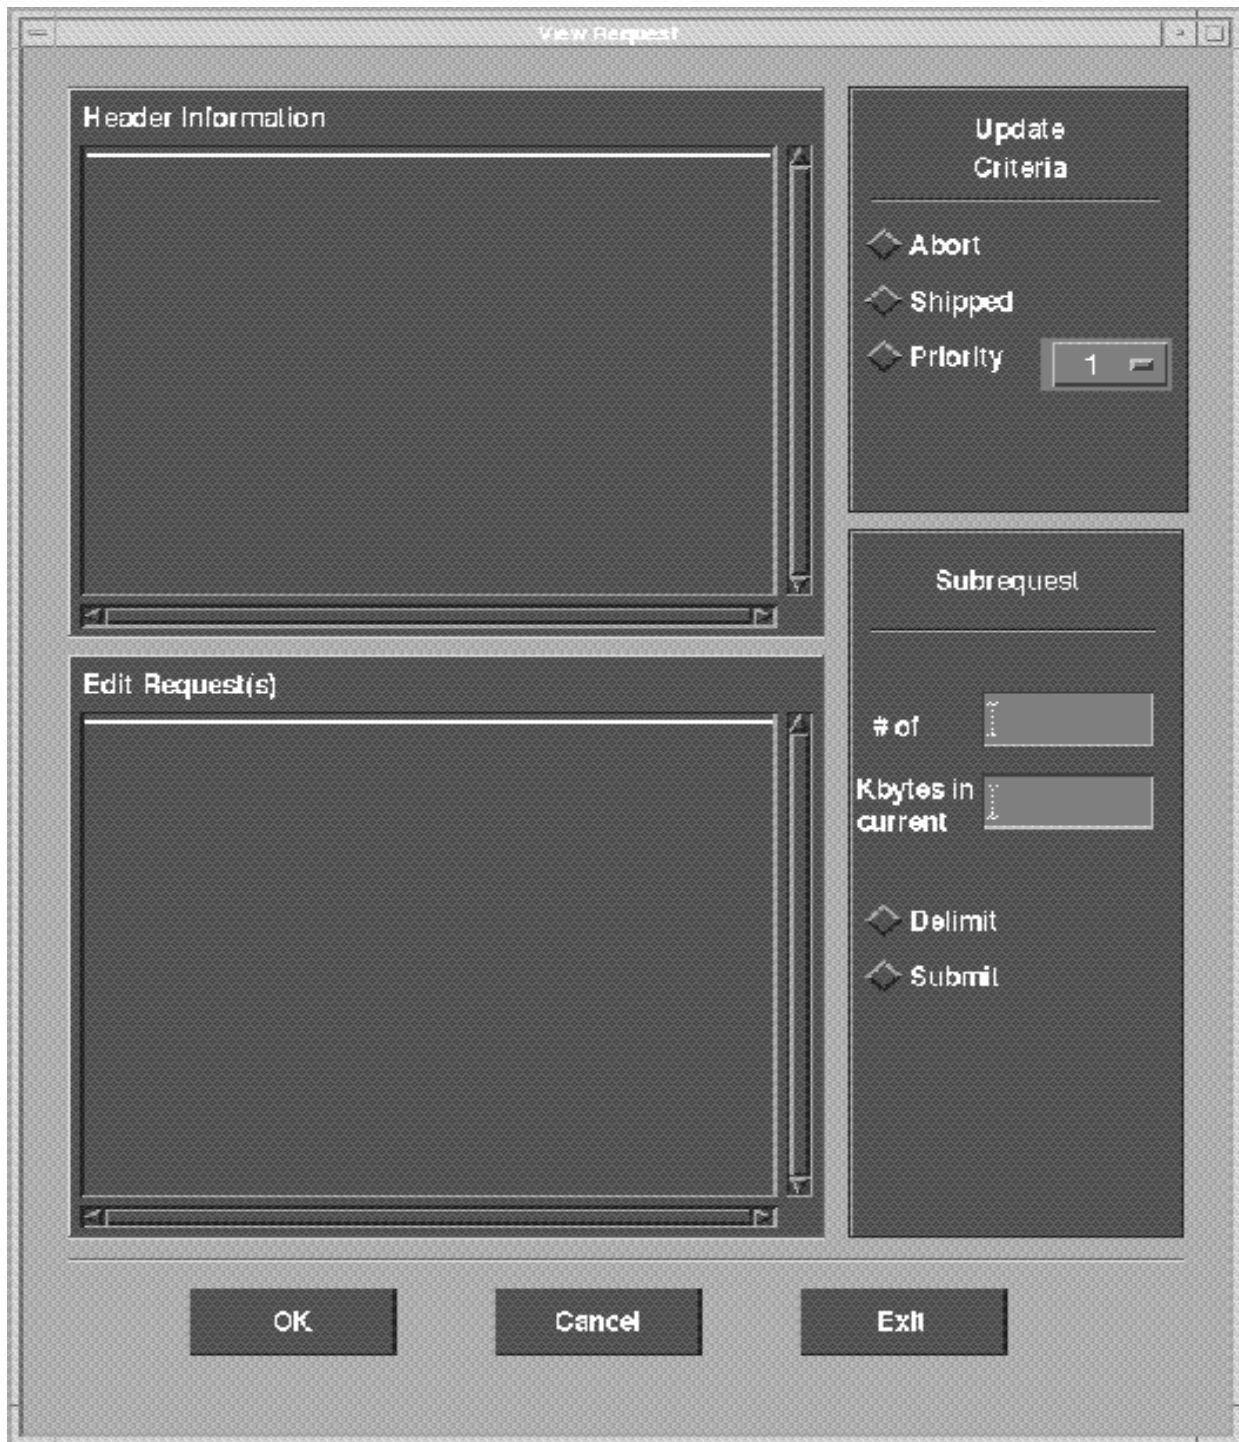 View Request
Header Information
Update
Criteria
Abort
Shipped
Priority
1
Edit Request(s)
Subrequest
# of
Kbytes in
current
Delimit
Submit
OK
Cancel
Exit